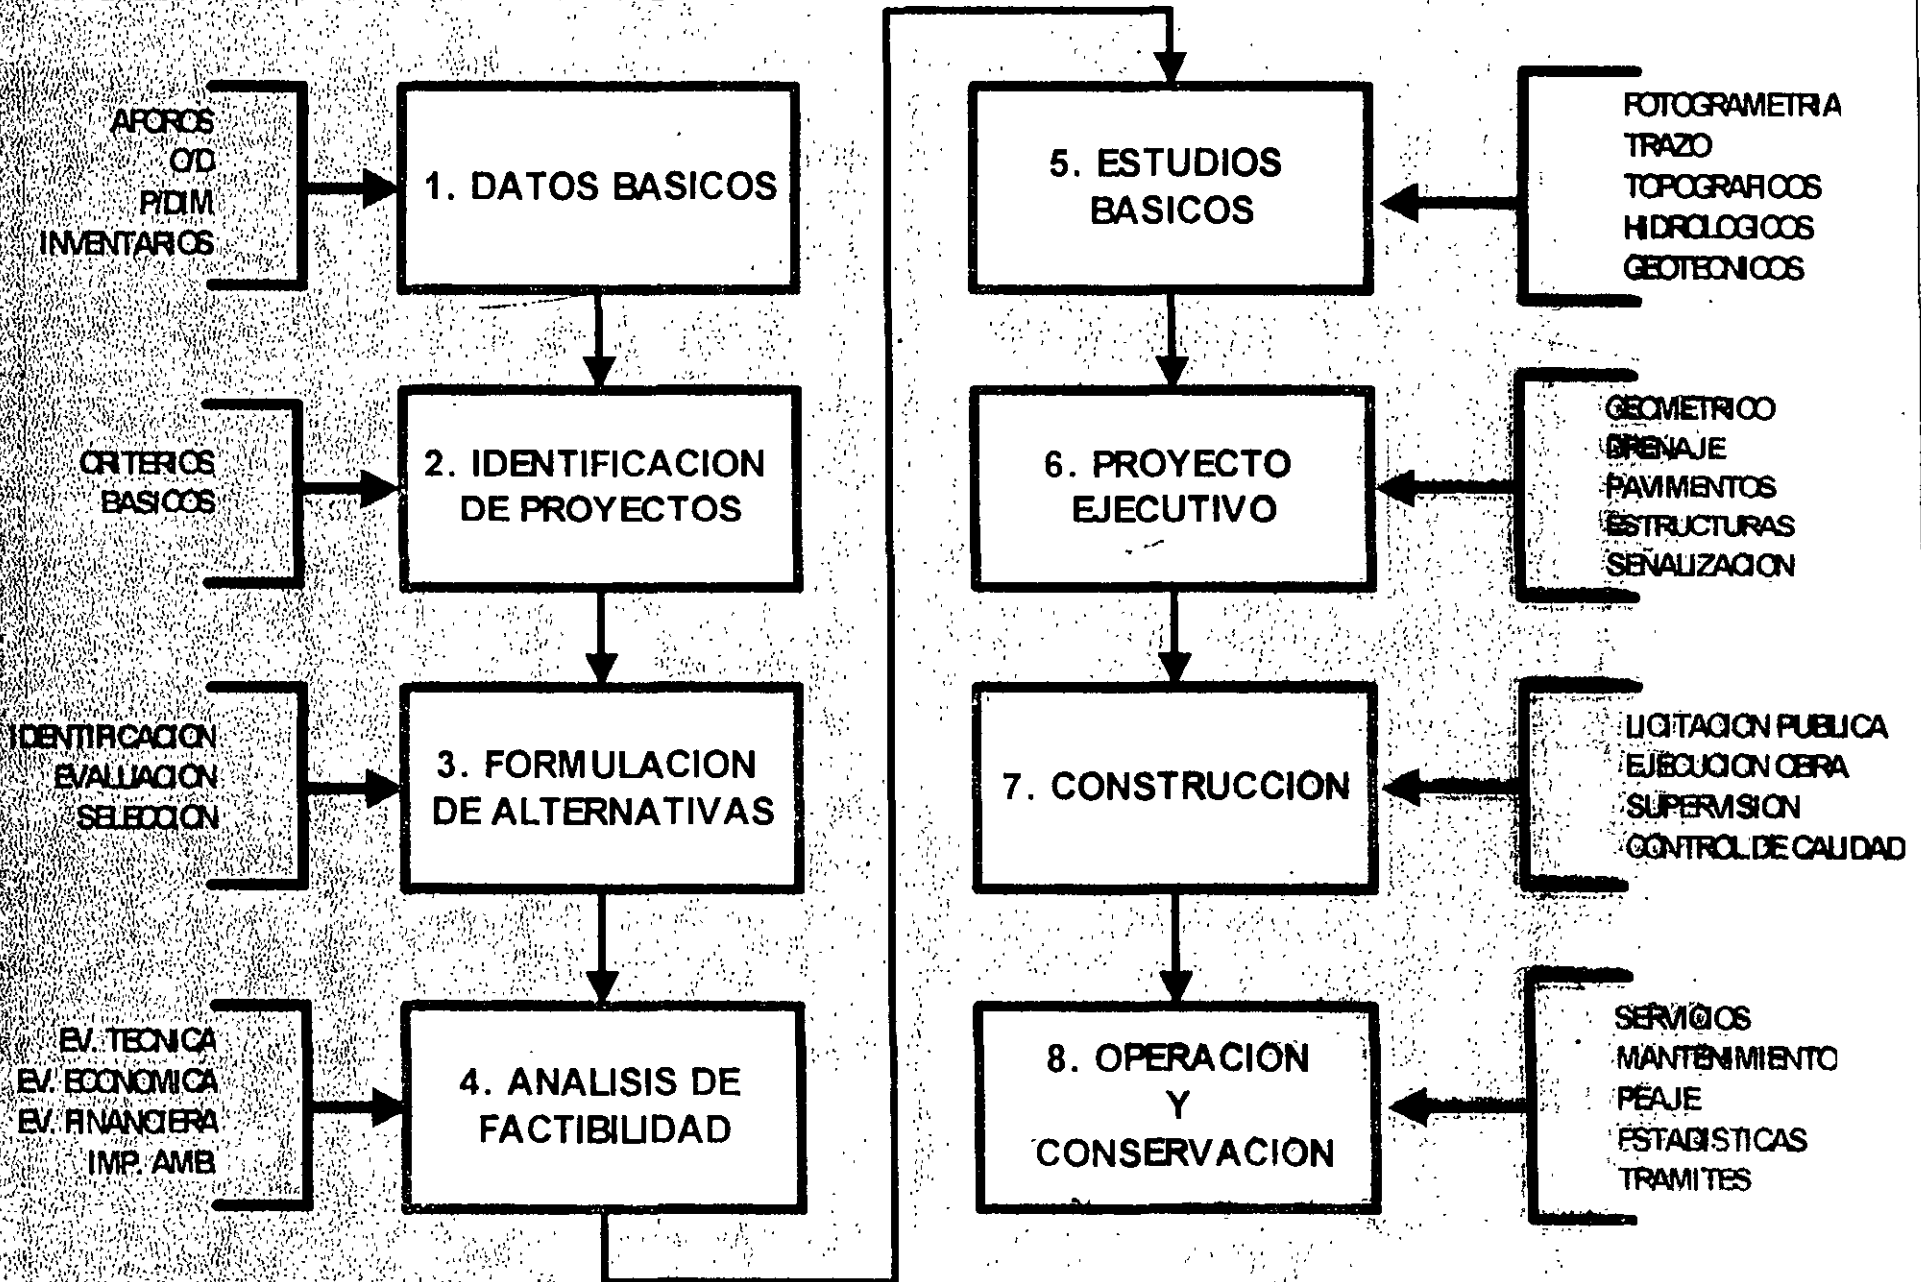 AFOROS
O/D
P/DIM
INVENTARIOS
1. DATOS BASICOS
CRITERIOS
BASICOS
2. IDENTIFICACION
DE PROYECTOS
IDENTIFICACION
EVALUACION
SELECCION
3. FORMULACION
DE ALTERNATIVAS
EV. TECNICA
EV. ECONOMICA
EV. FINANCIERA
IMP. AMB.
4. ANALISIS DE
FACTIBILIDAD
5. ESTUDIOS
BASICOS
FOTOGRAMETRIA
TRAZO
TOPOGRAFICOS
HIDROLOGICOS
GEOTECNICOS
6. PROYECTO
EJECUTIVO
GEOMETRICO
DRENAJE
PAVIMENTOS
ESTRUCTURAS
SEÑALIZACION
7. CONSTRUCCION
LICITACION PUBLICA
EJECUCION OBRA
SUPERVISION
CONTROL DE CALIDAD
8. OPERACION
Y
CONSERVACION
SERVICIOS
MANTENIMIENTO
PEAJE
ESTADISTICAS
TRAMITES